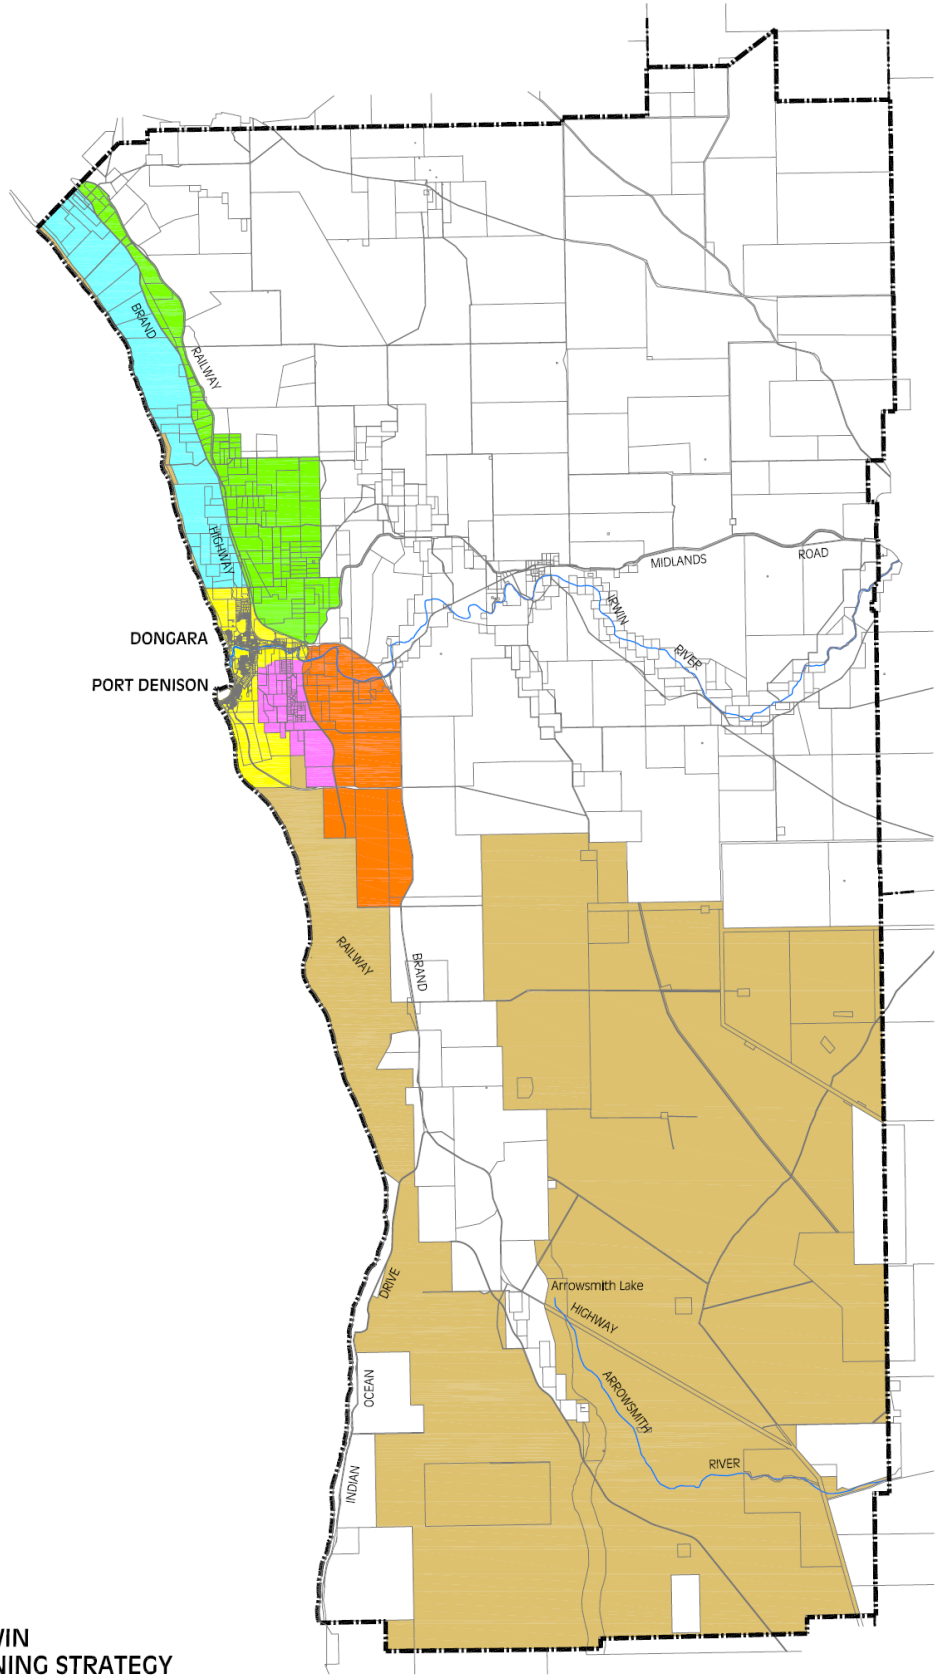 BRAND
RAILWAY
HIGHWAY
MIDLANDS
ROAD
IRWIN
RIVER
DONGARA
PORT DENISON
RAILWAY
BRAND
DRIVE
Arrowsmith Lake
HIGHWAY
OCEAN
ARROWSMITH
RIVER
INDIAN
WIN
NING STRATEGY